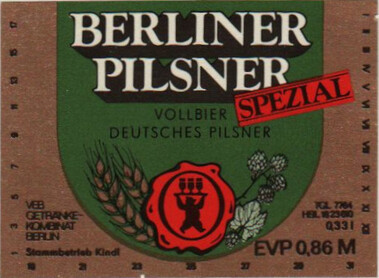 BERLINER
PILSNER
SPEZIAL
VOLLBIER
DEUTSCHES PILSNER
VEB
GETRÄNKE-
KOMBINAT
BERLIN
Stammbetrieb Kindl
TGL 7764
0,33 l
EVP 0,86 M